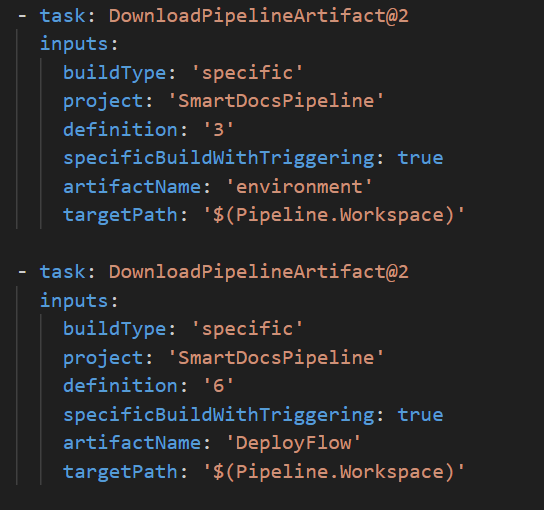 - task: DownloadPipelineArtifact@2
inputs:
buildType: 'specific'
project: 'SmartDocsPipeline'
definition: '3'
specificBuildWithTriggering: true
artifactName: 'environment'
targetPath: '$(Pipeline.Workspace)'
- task: DownloadPipelineArtifact@2
inputs:
buildType: 'specific'
project: 'SmartDocsPipeline'
definition: '6'
specificBuildWithTriggering: true
artifactName: 'DeployFlow'
targetPath: '$(Pipeline.Workspace)'